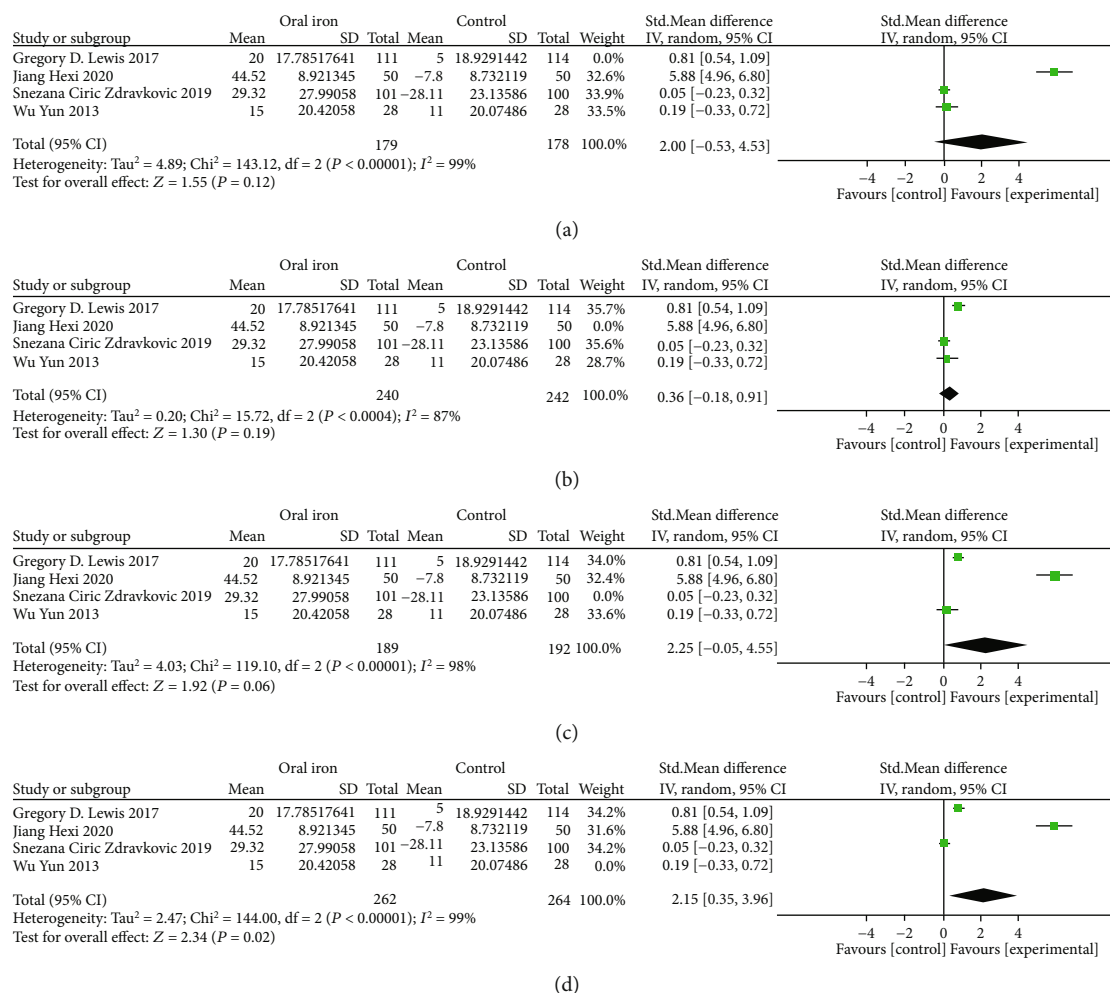 Oral iron Control Std.Mean difference Std.Mean difference
Study or subgroup Mean SD Total Mean SD Total Weight IV, random, 95% CI IV, random, 95% CI
Gregory D. Lewis 2017 20 17.78517641 111 5 18.9291442 114 0.0% 0.81 [0.54, 1.09]
Jiang Hexi 2020 44.52 8.921345 50 −7.8 8.732119 50 32.6% 5.88 [4.96, 6.80]
Snezana Ciric Zdravkovic 2019 29.32 27.99058 101 −28.11 23.13586 100 33.9% 0.05 [−0.23, 0.32]
Wu Yun 2013 15 20.42058 28 11 20.07486 28 33.5% 0.19 [−0.33, 0.72]
Total (95% CI) 179 178 100.0% 2.00 [−0.53, 4.53]
Heterogeneity: Tau² = 4.89; Chi² = 143.12, df = 2 (P < 0.00001); I² = 99%
Test for overall effect: Z = 1.55 (P = 0.12)
−4 −2 0 2 4
Favours [control] Favours [experimental]
(a)
Oral iron Control Std.Mean difference Std.Mean difference
Study or subgroup Mean SD Total Mean SD Total Weight IV, random, 95% CI IV, random, 95% CI
Gregory D. Lewis 2017 20 17.78517641 111 5 18.9291442 114 35.7% 0.81 [0.54, 1.09]
Jiang Hexi 2020 44.52 8.921345 50 −7.8 8.732119 50 0.0% 5.88 [4.96, 6.80]
Snezana Ciric Zdravkovic 2019 29.32 27.99058 101 −28.11 23.13586 100 35.6% 0.05 [−0.23, 0.32]
Wu Yun 2013 15 20.42058 28 11 20.07486 28 28.7% 0.19 [−0.33, 0.72]
Total (95% CI) 240 242 100.0% 0.36 [−0.18, 0.91]
Heterogeneity: Tau² = 0.20; Chi² = 15.72, df = 2 (P < 0.0004); I² = 87%
Test for overall effect: Z = 1.30 (P = 0.19)
−4 −2 0 2 4
Favours [control] Favours [experimental]
(b)
Oral iron Control Std.Mean difference Std.Mean difference
Study or subgroup Mean SD Total Mean SD Total Weight IV, random, 95% CI IV, random, 95% CI
Gregory D. Lewis 2017 20 17.78517641 111 5 18.9291442 114 34.0% 0.81 [0.54, 1.09]
Jiang Hexi 2020 44.52 8.921345 50 −7.8 8.732119 50 32.4% 5.88 [4.96, 6.80]
Snezana Ciric Zdravkovic 2019 29.32 27.99058 101 −28.11 23.13586 100 0.0% 0.05 [−0.23, 0.32]
Wu Yun 2013 15 20.42058 28 11 20.07486 28 33.6% 0.19 [−0.33, 0.72]
Total (95% CI) 189 192 100.0% 2.25 [−0.05, 4.55]
Heterogeneity: Tau² = 4.03; Chi² = 119.10, df = 2 (P < 0.00001); I² = 98%
Test for overall effect: Z = 1.92 (P = 0.06)
−4 −2 0 2 4
Favours [control] Favours [experimental]
(c)
Oral iron Control Std.Mean difference Std.Mean difference
Study or subgroup Mean SD Total Mean SD Total Weight IV, random, 95% CI IV, random, 95% CI
Gregory D. Lewis 2017 20 17.78517641 111 5 18.9291442 114 34.2% 0.81 [0.54, 1.09]
Jiang Hexi 2020 44.52 8.921345 50 −7.8 8.732119 50 31.6% 5.88 [4.96, 6.80]
Snezana Ciric Zdravkovic 2019 29.32 27.99058 101 −28.11 23.13586 100 34.2% 0.05 [−0.23, 0.32]
Wu Yun 2013 15 20.42058 28 11 20.07486 28 0.0% 0.19 [−0.33, 0.72]
Total (95% CI) 262 264 100.0% 2.15 [0.35, 3.96]
Heterogeneity: Tau² = 2.47; Chi² = 144.00, df = 2 (P < 0.00001); I² = 99%
Test for overall effect: Z = 2.34 (P = 0.02)
−4 −2 0 2 4
Favours [control] Favours [experimental]
(d)